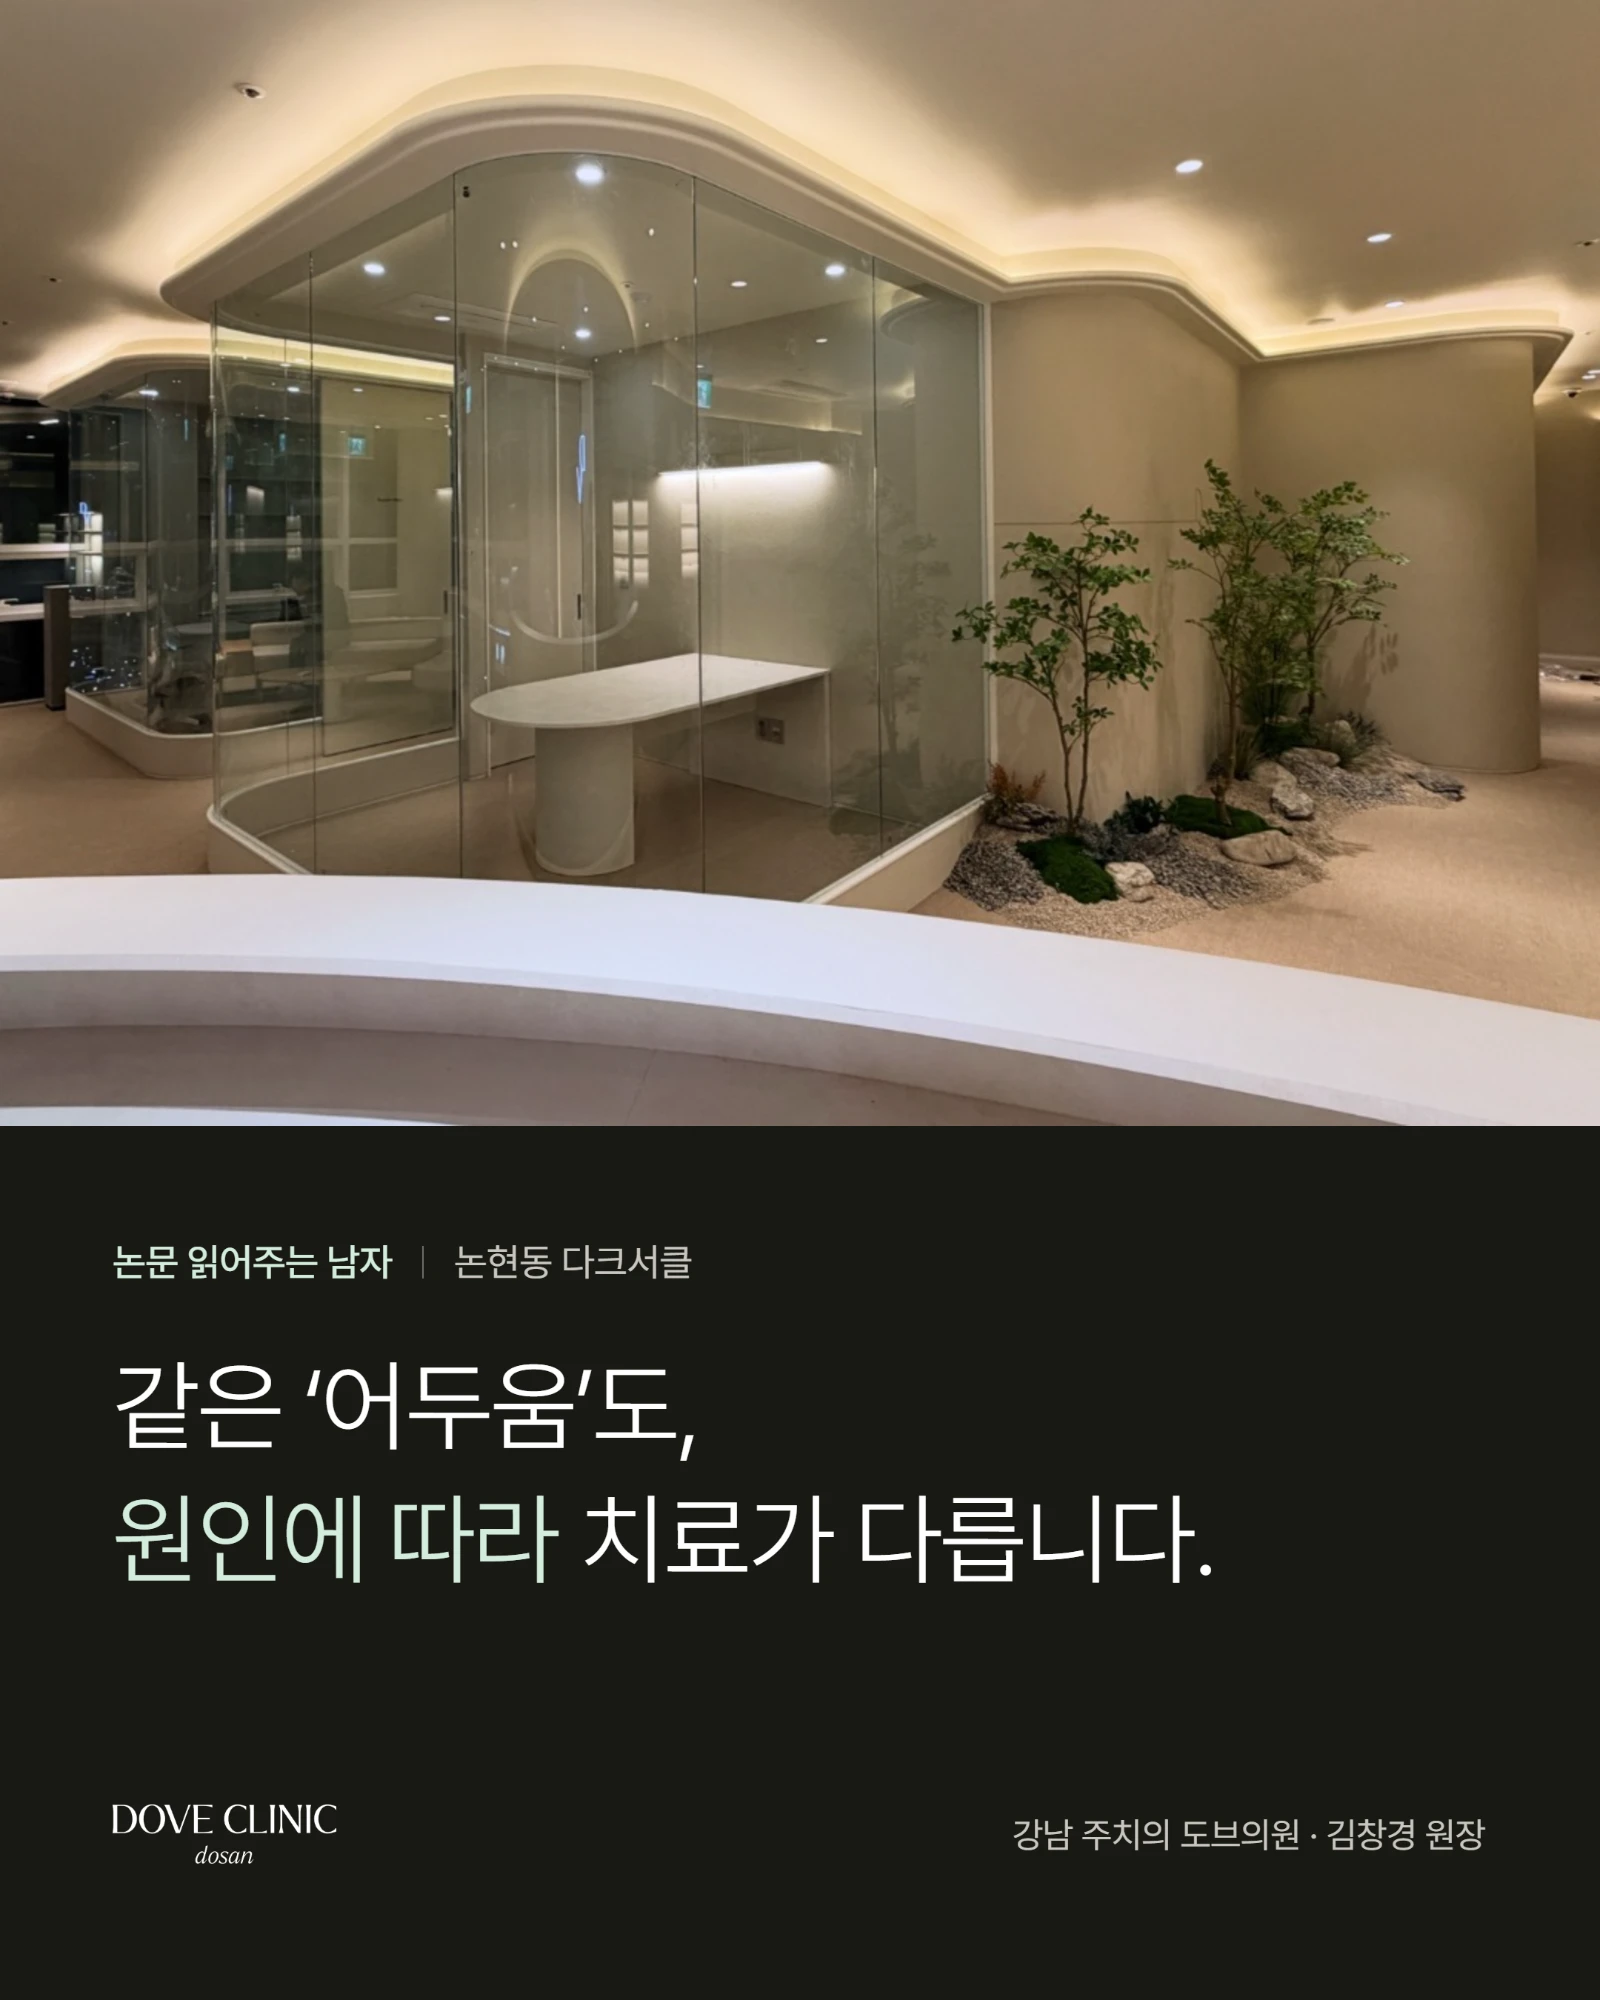 논문 읽어주는 남자 | 논현동 다크서클
같은 ‘어두움’도,
원인에 따라 치료가 다릅니다.
DOVE CLINIC
dosan
강남 주치의 도브의원 · 김창경 원장